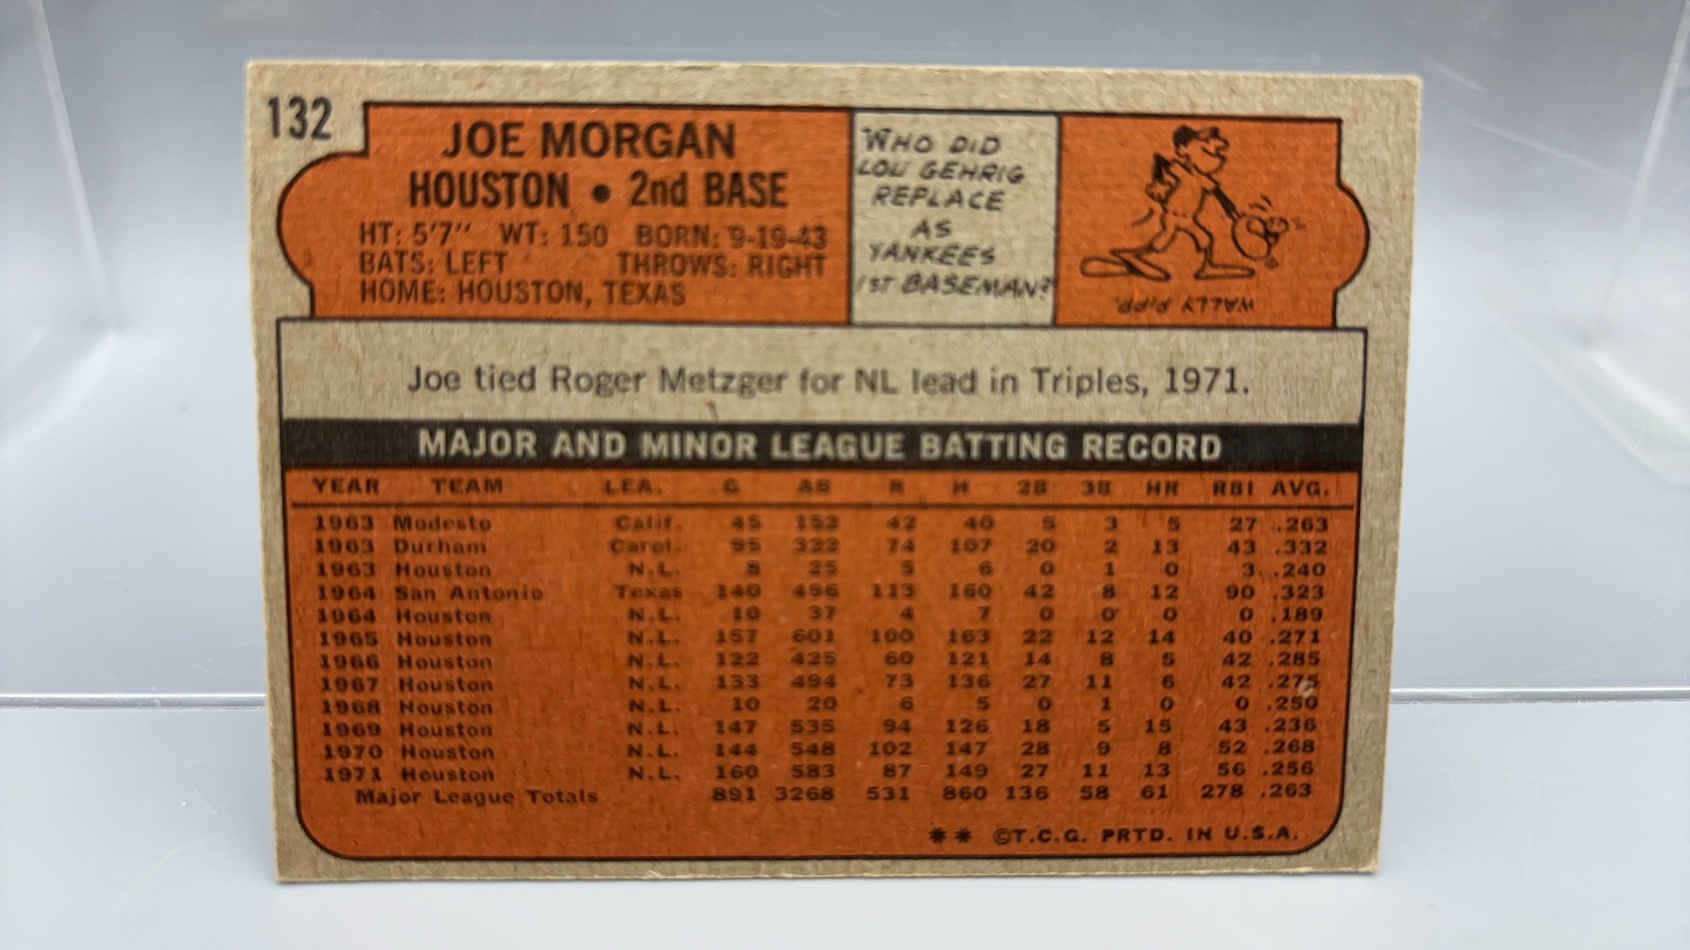 132
JOE MORGAN
HOUSTON • 2nd BASE
HT: 5'7" WT: 150 BORN: 9-19-43
BATS: LEFT THROWS: RIGHT
HOME: HOUSTON, TEXAS
WHO DID
LOU GEHRIG
REPLACE
AS
YANKEES
1ST BASEMAN?
WALLY PIPP
Joe tied Roger Metzger for NL lead in Triples, 1971.
MAJOR AND MINOR LEAGUE BATTING RECORD
YEAR TEAM LEA. G AB R H 2B 3B HR RBI AVG.
1963 Modesto Calif. 45 152 42 40 5 3 5 27 .263
1963 Durham Carol. 95 322 74 107 20 2 13 43 .332
1963 Houston N.L. 8 25 5 6 0 1 0 3 .240
1964 San Antonio Texas 140 496 113 160 42 8 12 90 .323
1964 Houston N.L. 10 37 4 7 0 0 0 0 .189
1965 Houston N.L. 157 601 100 163 22 12 14 40 .271
1966 Houston N.L. 122 425 60 121 14 8 5 42 .285
1967 Houston N.L. 133 494 73 136 27 11 6 42 .275
1968 Houston N.L. 10 20 6 5 0 1 0 0 .250
1969 Houston N.L. 147 535 94 126 18 5 15 43 .236
1970 Houston N.L. 144 548 102 147 28 9 8 52 .268
1971 Houston N.L. 160 583 87 149 27 11 13 56 .256
Major League Totals 891 3268 531 860 136 58 61 278 .263
** ©T.C.G. PRTD. IN U.S.A.